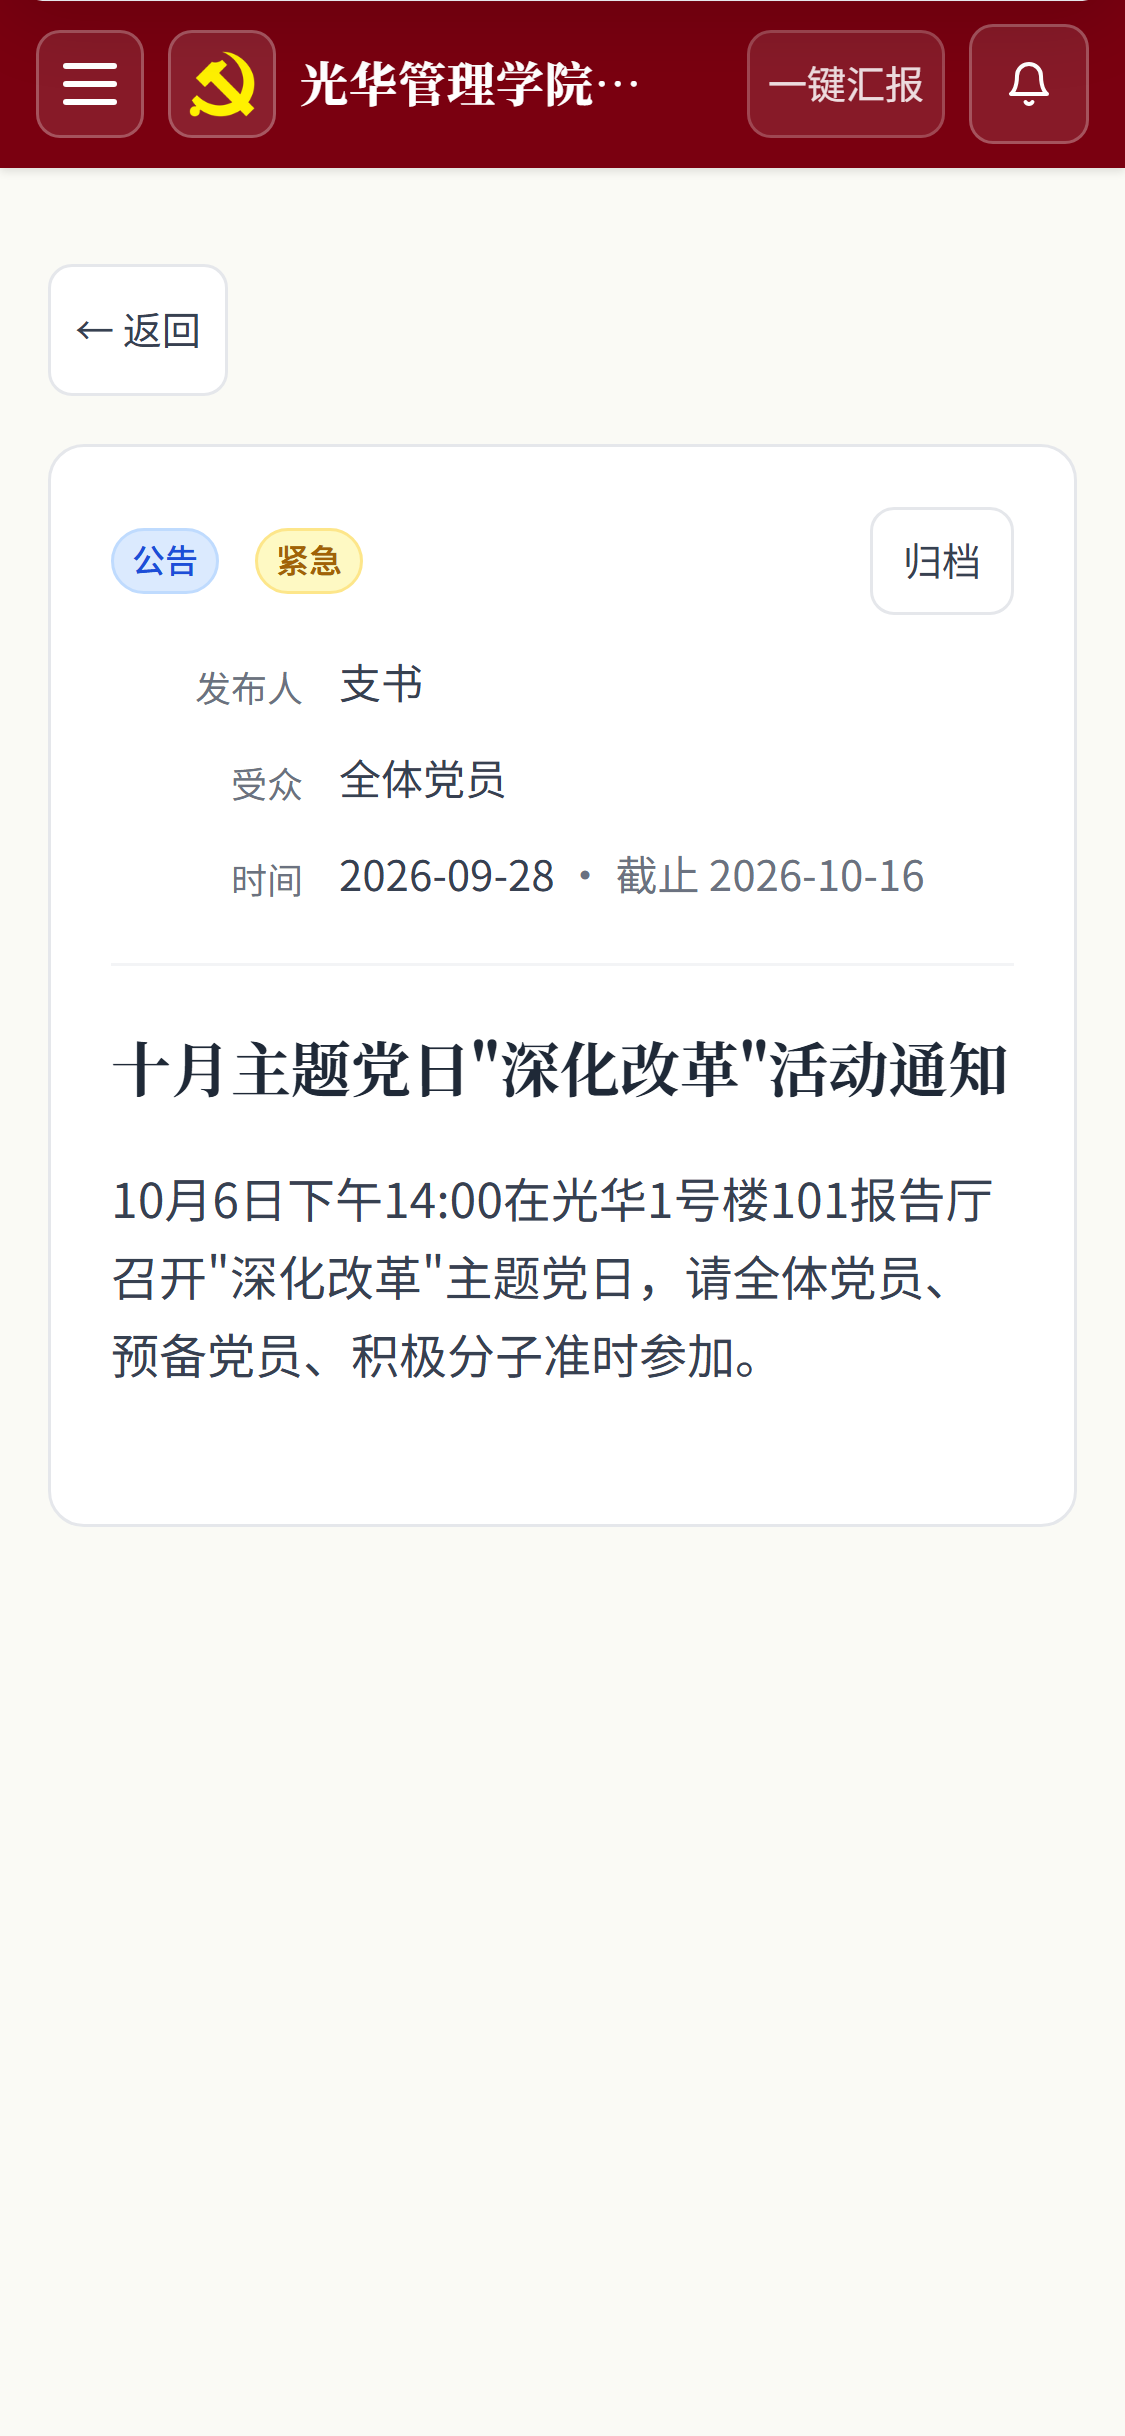 光华管理学院…
一键汇报
← 返回
公告
紧急
归档
发布人 支书
受众 全体党员
时间 2026-09-28 · 截止 2026-10-16
十月主题党日"深化改革"活动通知
10月6日下午14:00在光华1号楼101报告厅
召开"深化改革"主题党日，请全体党员、
预备党员、积极分子准时参加。